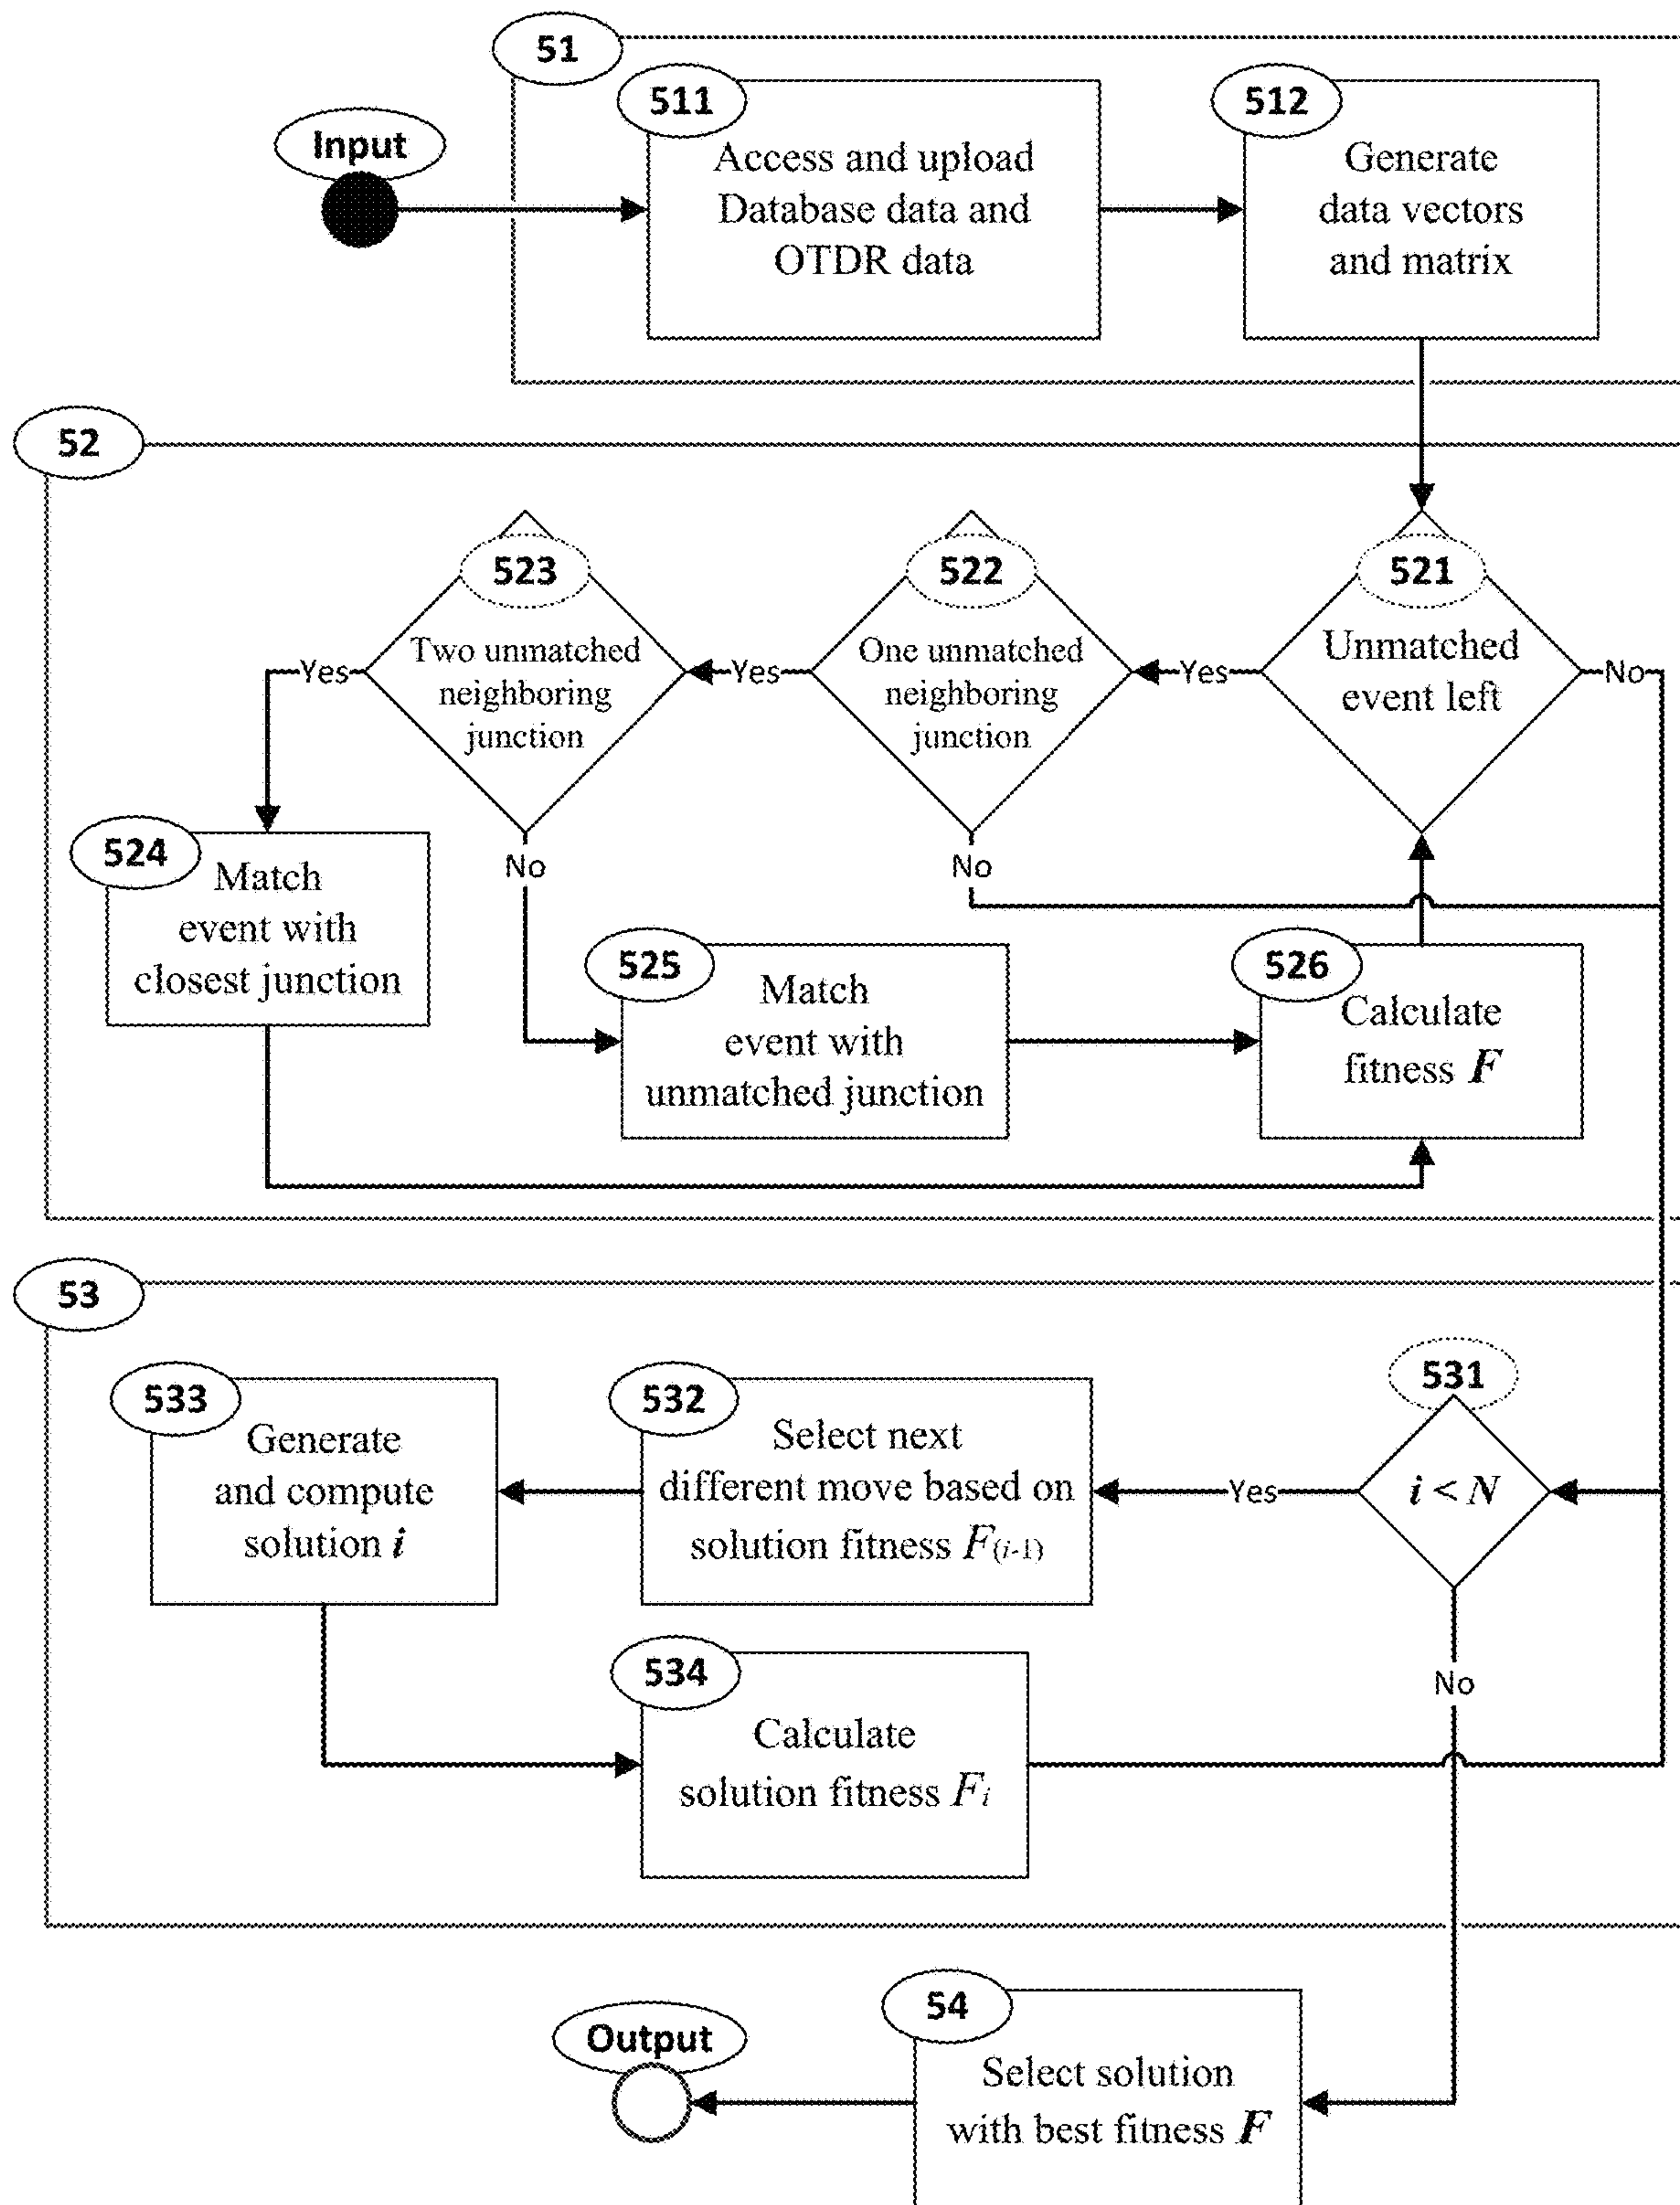 51
511
512
Input
Access and upload
Database data and
OTDR data
Generate
data vectors
and matrix
52
523
522
521
Two unmatched
neighboring
junction
One unmatched
neighboring
junction
Unmatched
event left
Yes
Yes
Yes
No
524
Match
event with
closest junction
No
No
525
Match
event with
unmatched junction
526
Calculate
fitness F
53
531
533
Generate
and compute
solution i
532
Select next
different move based on
solution fitness F(i-1)
Yes
i < N
534
Calculate
solution fitness Fi
No
54
Output
Select solution
with best fitness F